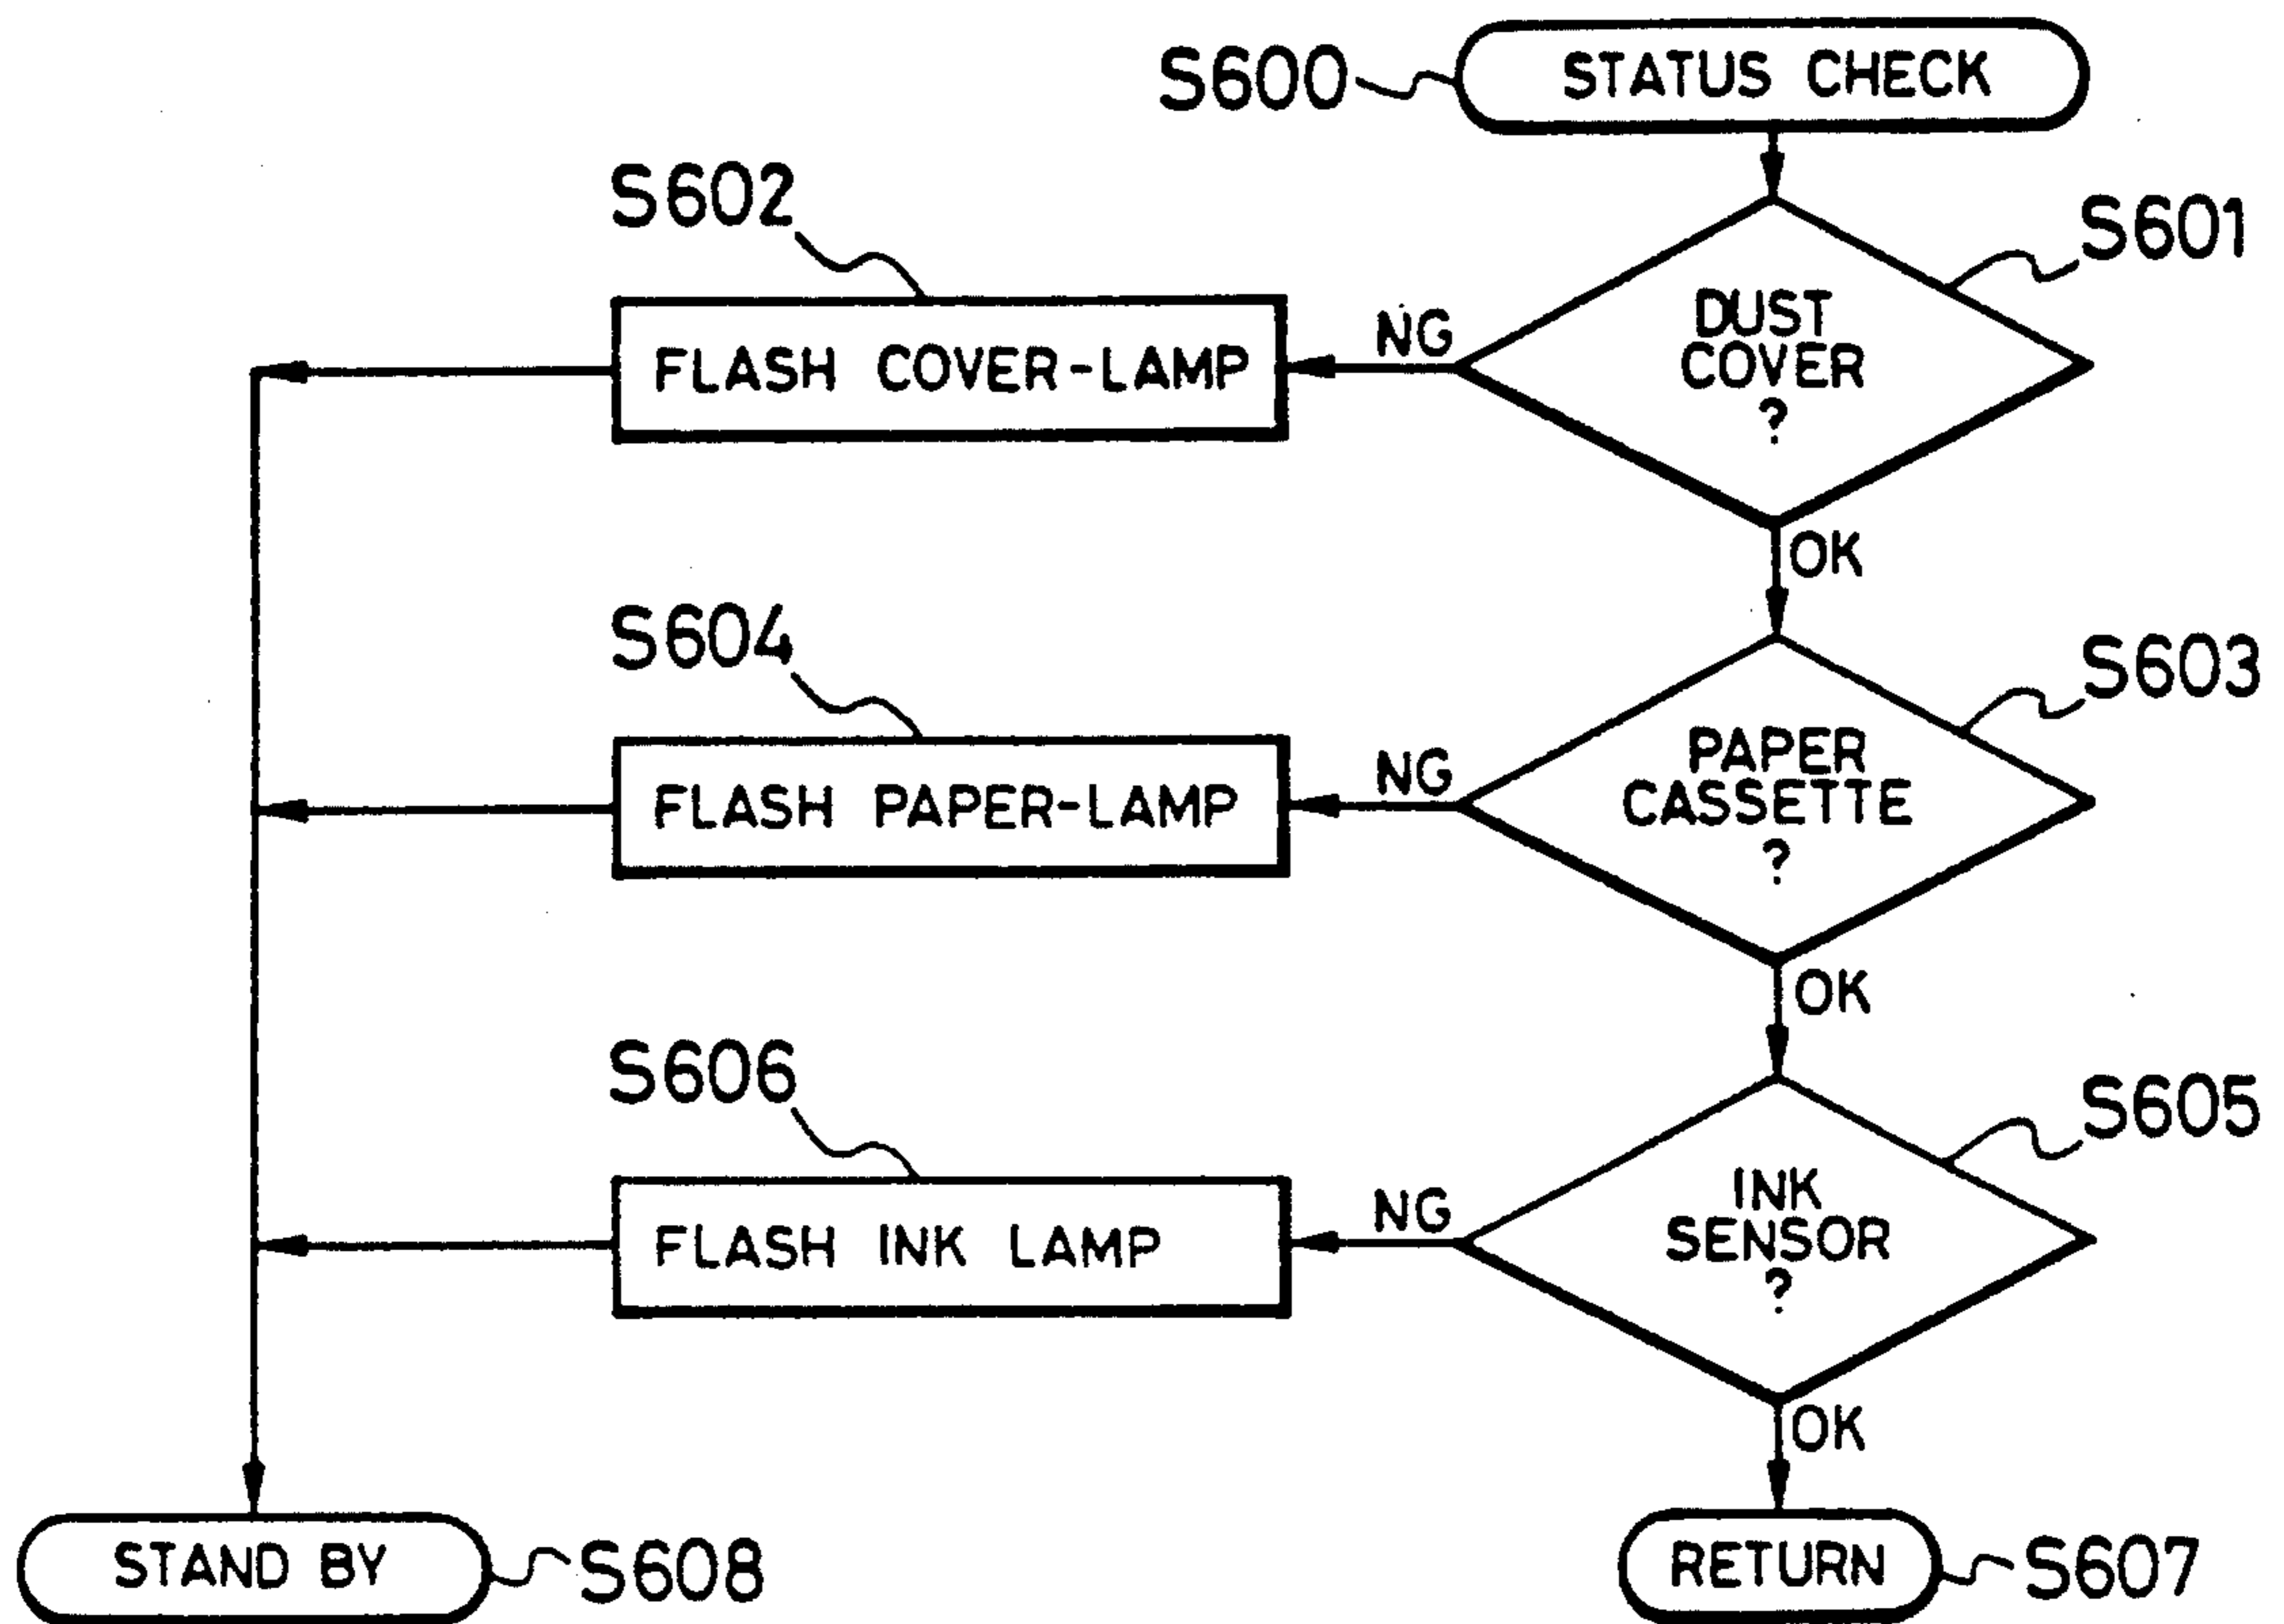 S600
STATUS CHECK
S602
S601
DUST
COVER
?
NG
FLASH COVER-LAMP
OK
S604
S603
PAPER
CASSETTE
?
NG
FLASH PAPER-LAMP
OK
S606
S605
INK
SENSOR
?
NG
FLASH INK LAMP
OK
STAND BY
S608
RETURN
S607